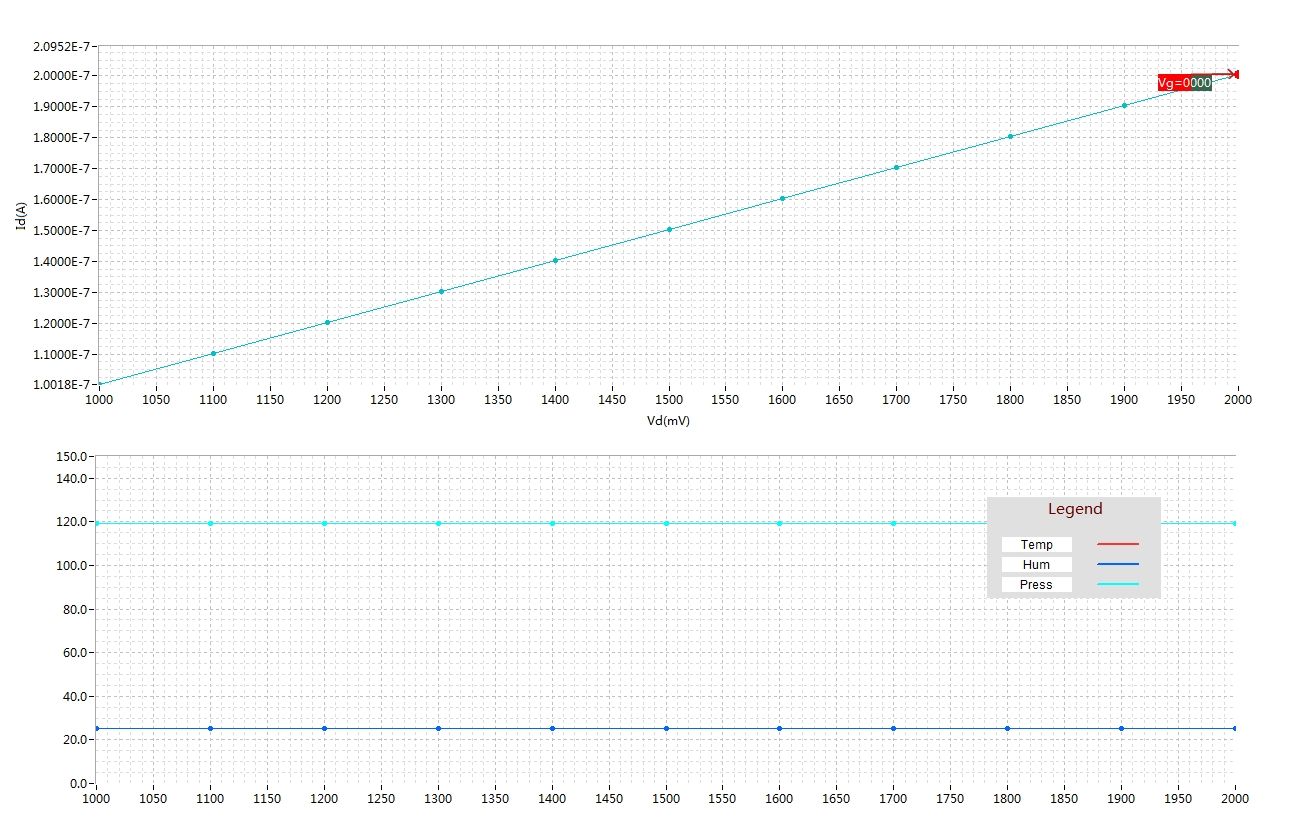 2.0952E-7
2.0000E-7
1.9000E-7
1.8000E-7
1.7000E-7
1.6000E-7
1.5000E-7
1.4000E-7
1.3000E-7
1.2000E-7
1.1000E-7
1.0018E-7
Id(A)
Vg=0000
1000 1050 1100 1150 1200 1250 1300 1350 1400 1450 1500 1550 1600 1650 1700 1750 1800 1850 1900 1950 2000
Vd(mV)
150.0
140.0
120.0
100.0
80.0
60.0
40.0
20.0
0.0
Legend
Temp
Hum
Press
1000 1050 1100 1150 1200 1250 1300 1350 1400 1450 1500 1550 1600 1650 1700 1750 1800 1850 1900 1950 2000